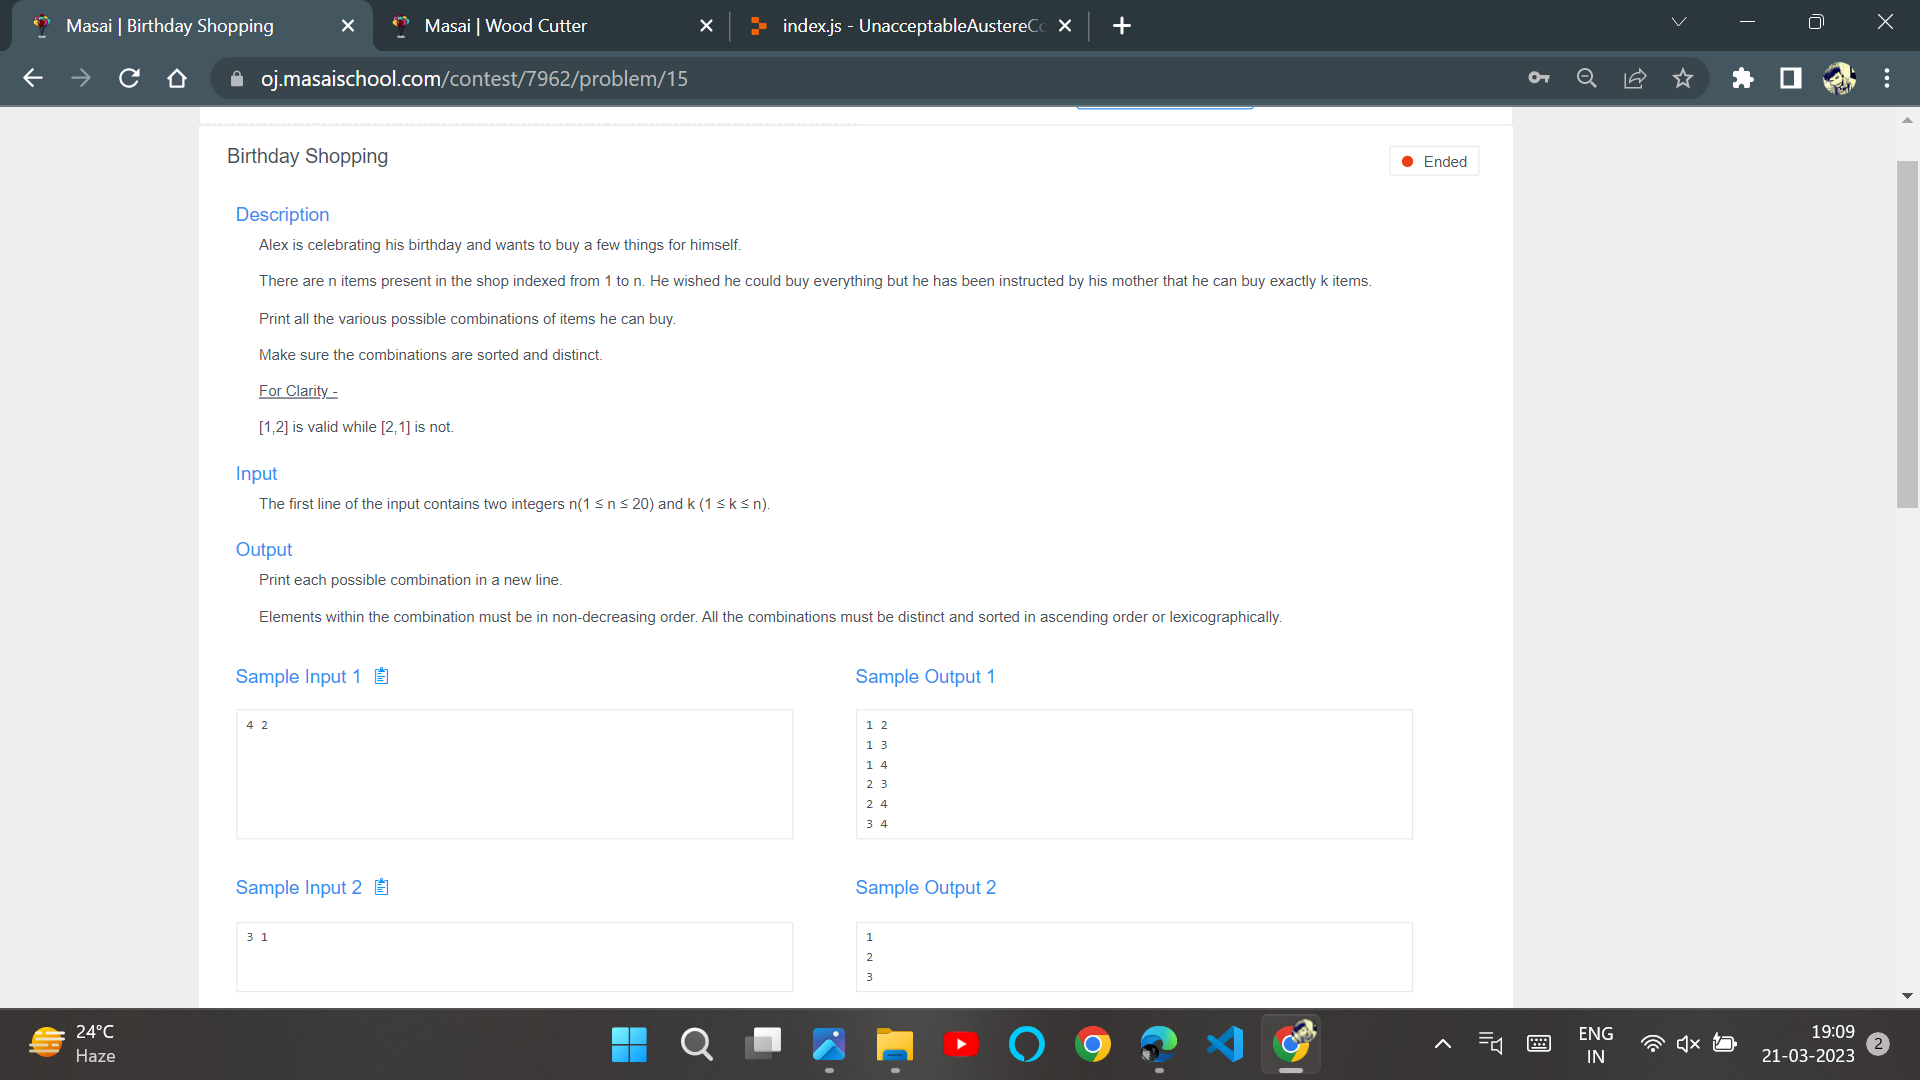 Masai | Birthday Shopping
Masai | Wood Cutter
index.js - UnacceptableAustereCo
oj.masaischool.com/contest/7962/problem/15
Birthday Shopping
Ended
Description
Alex is celebrating his birthday and wants to buy a few things for himself.
There are n items present in the shop indexed from 1 to n. He wished he could buy everything but he has been instructed by his mother that he can buy exactly k items.
Print all the various possible combinations of items he can buy.
Make sure the combinations are sorted and distinct.
For Clarity -
[1,2] is valid while [2,1] is not.
Input
The first line of the input contains two integers n(1 ≤ n ≤ 20) and k (1 ≤ k ≤ n).
Output
Print each possible combination in a new line.
Elements within the combination must be in non-decreasing order. All the combinations must be distinct and sorted in ascending order or lexicographically.
Sample Input 1
Sample Output 1
4 2
1 2
1 3
1 4
2 3
2 4
3 4
Sample Input 2
Sample Output 2
3 1
1
2
3
24°C
Haze
ENG
IN
19:09
21-03-2023
2